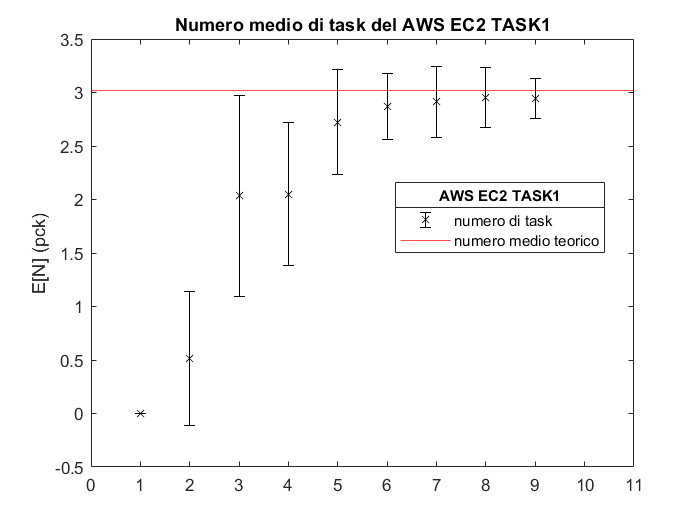 Numero medio di task del AWS EC2 TASK1
3.5
3
2.5
2
1.5
1
0.5
0
-0.5
E[N] (pck)
AWS EC2 TASK1
numero di task
numero medio teorico
0 1 2 3 4 5 6 7 8 9 10 11